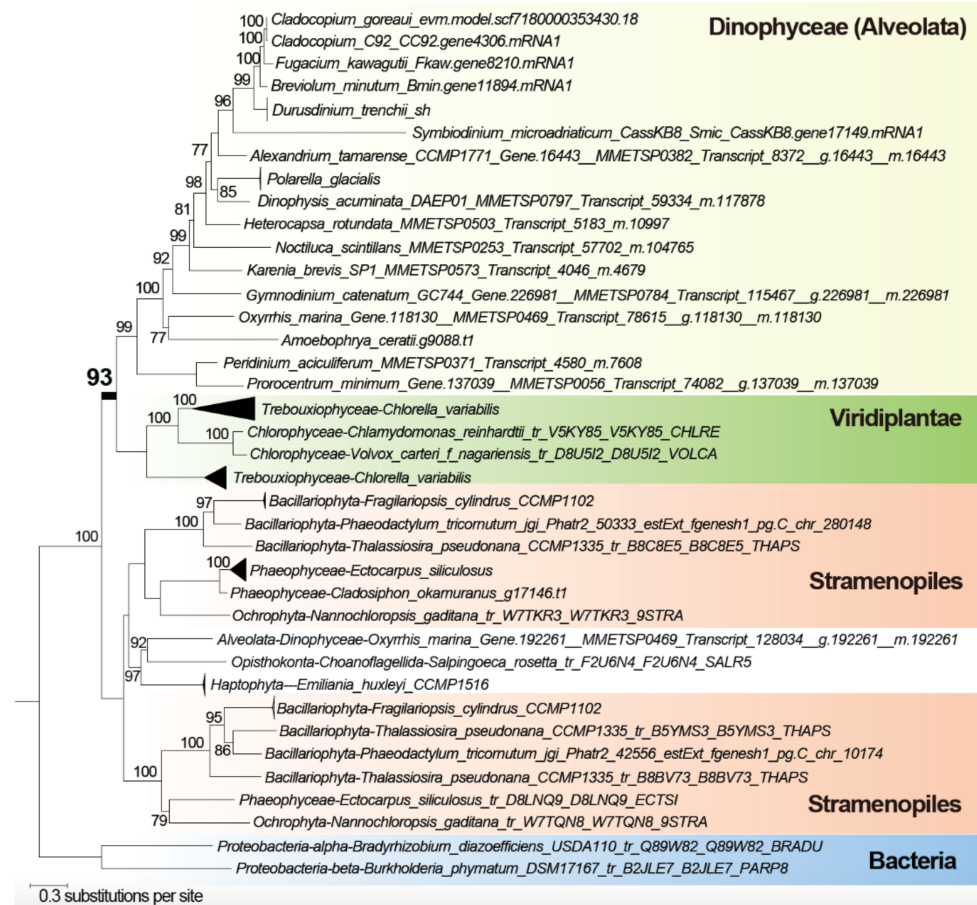 100 Cladocopium_goreaui_evm.model.scf7180000353430.18
Dinophyceae (Alveolata)
100 Cladocopium_C92_CC92.gene4306.mRNA1
100 Fugacium_kawagutii_Fkaw.gene8210.mRNA1
99 Breviolum_minutum_Bmin.gene11894.mRNA1
96 Durusdinium_trenchii_sh
Symbiodinium_microadriaticum_CassKB8_Smic_CassKB8.gene17149.mRNA1
77 Alexandrium_tamarense_CCMP1771_Gene.16443__MMETSP0382_Transcript_8372__g.16443__m.16443
Polarella_glacialis
98 85 Dinophysis_acuminata_DAEP01_MMETSP0797_Transcript_59334_m.117878
81 Heterocapsa_rotundata_MMETSP0503_Transcript_5183_m.10997
99 Noctiluca_scintillans_MMETSP0253_Transcript_57702_m.104765
92 Karenia_brevis_SP1_MMETSP0573_Transcript_4046_m.4679
100 Gymnodinium_catenatum_GC744_Gene.226981__MMETSP0784_Transcript_115467__g.226981__m.226981
Oxyrrhis_marina_Gene.118130__MMETSP0469_Transcript_78615__g.118130__m.118130
99 77 Amoebophrya_ceratii.g9088.t1
Peridinium_aciculiferum_MMETSP0371_Transcript_4580_m.7608
93 Prorocentrum_minimum_Gene.137039__MMETSP0056_Transcript_74082__g.137039__m.137039
100 Trebouxiophyceae-Chlorella_variabilis
Viridiplantae
100 Chlorophyceae-Chlamydomonas_reinhardtii_tr_V5KY85_V5KY85_CHLRE
100 Chlorophyceae-Volvox_carteri_f_nagariensis_tr_D8U5I2_D8U5I2_VOLCA
Trebouxiophyceae-Chlorella_variabilis
97 Bacillariophyta-Fragilariopsis_cylindrus_CCMP1102
100 Bacillariophyta-Phaeodactylum_tricornutum_jgi_Phatr2_50333_estExt_fgenesh1_pg.C_chr_280148
100 Bacillariophyta-Thalassiosira_pseudonana_CCMP1335_tr_B8C8E5_B8C8E5_THAPS
100 Phaeophyceae-Ectocarpus_siliculosus
Stramenopiles
Phaeophyceae-Cladosiphon_okamuranus_g17146.t1
Ochrophyta-Nannochloropsis_gaditana_tr_W7TKR3_W7TKR3_9STRA
92 Alveolata-Dinophyceae-Oxyrrhis_marina_Gene.192261__MMETSP0469_Transcript_128034__g.192261__m.192261
Opisthokonta-Choanoflagellida-Salpingoeca_rosetta_tr_F2U6N4_F2U6N4_SALR5
97 Haptophyta---Emiliania_huxleyi_CCMP1516
Bacillariophyta-Fragilariopsis_cylindrus_CCMP1102
95 Bacillariophyta-Thalassiosira_pseudonana_CCMP1335_tr_B5YMS3_B5YMS3_THAPS
100 86 Bacillariophyta-Phaeodactylum_tricornutum_jgi_Phatr2_42556_estExt_fgenesh1_pg.C_chr_10174
100 Bacillariophyta-Thalassiosira_pseudonana_CCMP1335_tr_B8BV73_B8BV73_THAPS
Phaeophyceae-Ectocarpus_siliculosus_tr_D8LNQ9_D8LNQ9_ECTSI
Stramenopiles
79 Ochrophyta-Nannochloropsis_gaditana_tr_W7TQN8_W7TQN8_9STRA
Proteobacteria-alpha-Bradyrhizobium_diazoefficiens_USDA110_tr_Q89W82_Q89W82_BRADU
Bacteria
Proteobacteria-beta-Burkholderia_phymatum_DSM17167_tr_B2JLE7_B2JLE7_PARP8
0.3 substitutions per site